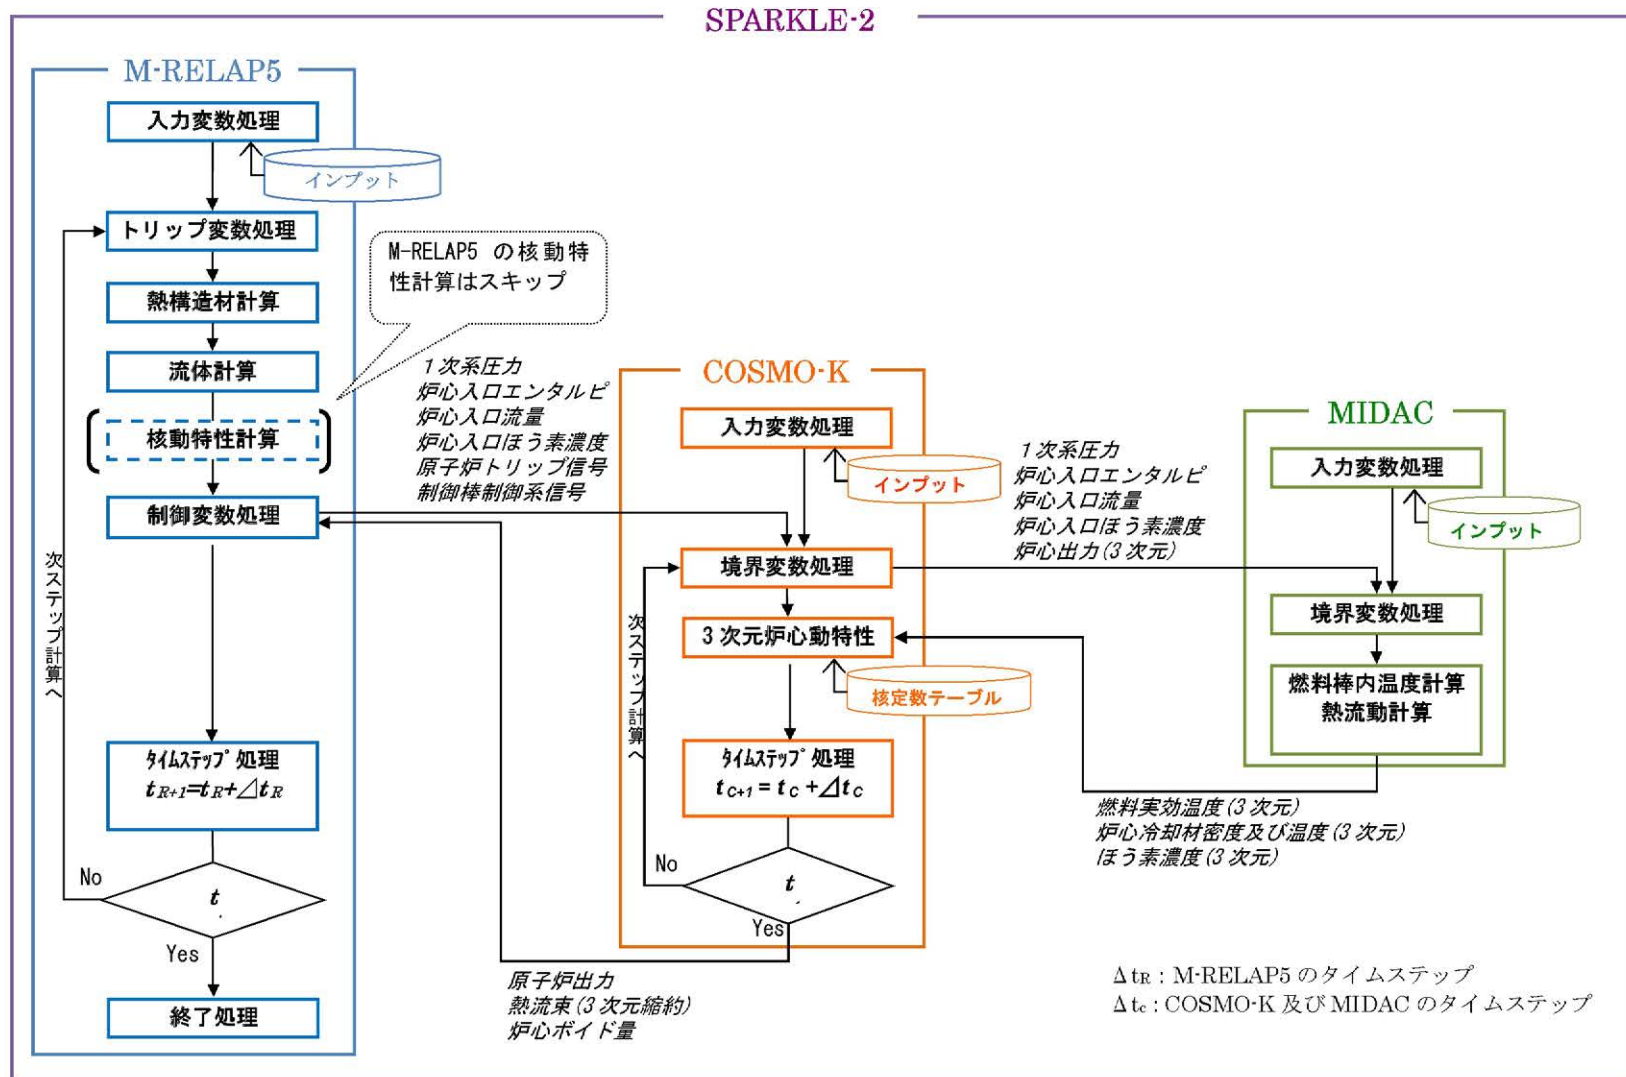 SPARKLE-2
M-RELAP5
入力変数処理
インプット
トリップ変数処理
熱構造材計算
流体計算
核動特性計算
制御変数処理
次ステップ計算へ
タイムステップ処理
tR+1=tR+⊿tR
No
t
Yes
終了処理
M-RELAP5 の核動特
性計算はスキップ
1次系圧力
炉心入口エンタルピ
炉心入口流量
炉心入口ほう素濃度
原子炉トリップ信号
制御棒制御系信号
COSMO-K
入力変数処理
インプット
境界変数処理
3次元炉心動特性
核定数テーブル
次ステップ計算へ
タイムステップ処理
tC+1=tC+⊿tC
No
t
Yes
原子炉出力
熱流束(3次元縮約)
炉心ボイド量
1次系圧力
炉心入口エンタルピ
炉心入口流量
炉心入口ほう素濃度
炉心出力(3次元)
MIDAC
入力変数処理
インプット
境界変数処理
燃料棒内温度計算
熱流動計算
燃料実効温度(3次元)
炉心冷却材密度及び温度(3次元)
ほう素濃度(3次元)
ΔtR：M-RELAP5のタイムステップ
Δtc：COSMO-K及びMIDACのタイムステップ